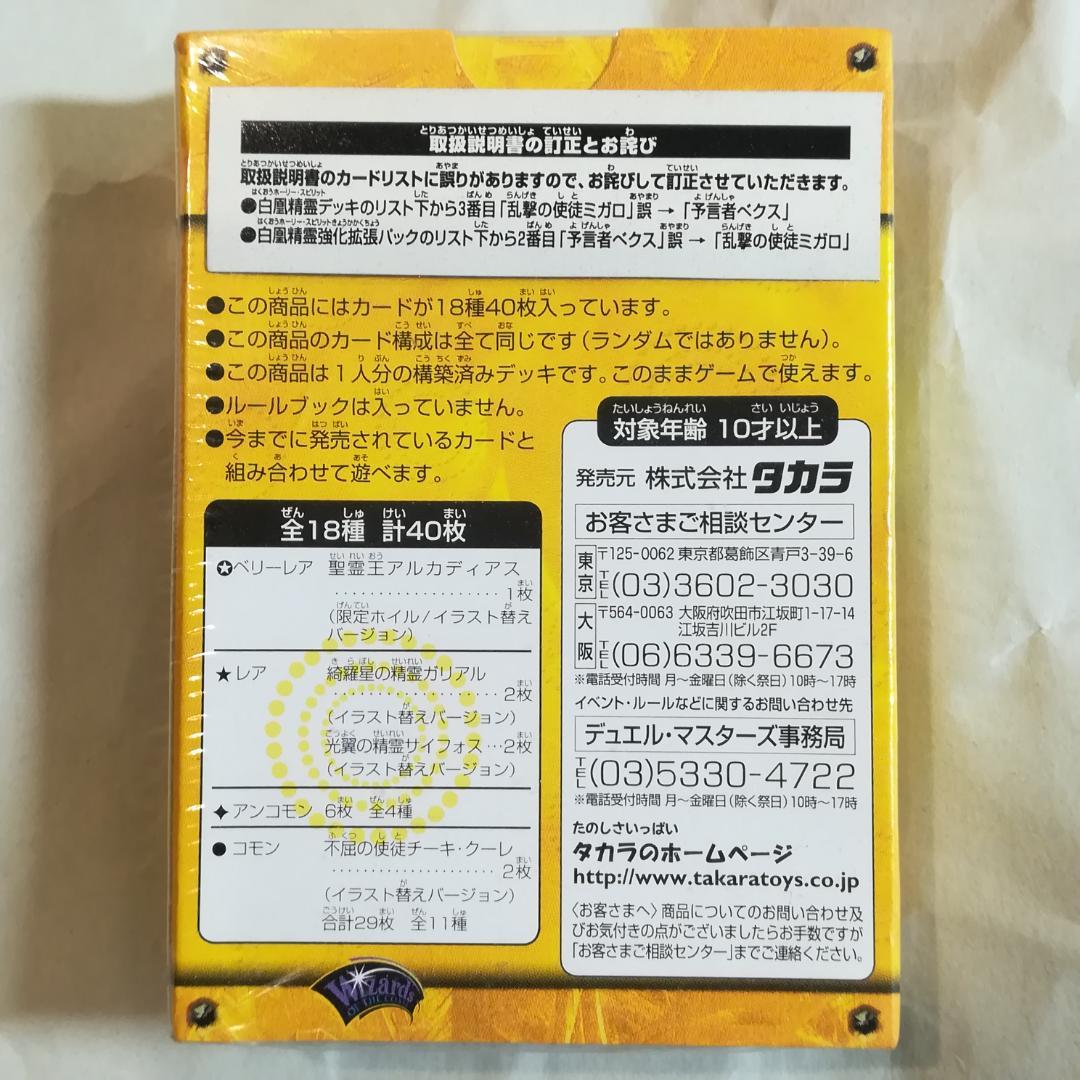 取扱説明書の訂正とお詫び
取扱説明書のカードリストに誤りがありますので、お詫びして訂正させていただきます。
●白凰精霊デッキのリスト下から3番目「乱撃の使徒ミガロ」誤 → 「予言者ベクス」
●白凰精霊強化拡張パックのリスト下から2番目「予言者ベクス」誤 → 「乱撃の使徒ミガロ」
●この商品にはカードが18種40枚入っています。
●この商品のカード構成は全て同じです（ランダムではありません）。
●この商品は1人分の構築済みデッキです。このままゲームで使えます。
●ルールブックは入っていません。
●今までに発売されているカードと
組み合わせて遊べます。
全18種 計40枚
✪ベリーレア 聖霊王アルカディアス
1枚
（限定ホイル/イラスト替え
バージョン）
★レア 綺羅星の精霊ガリアル
2枚
（イラスト替えバージョン）
光翼の精霊サイフォス…2枚
（イラスト替えバージョン）
✦アンコモン 6枚 全4種
●コモン 不屈の使徒チーキ・クーレ
2枚
（イラスト替えバージョン）
合計29枚 全11種
対象年齢 10才以上
発売元 株式会社 タカラ
お客さまご相談センター
東京 〒125-0062 東京都葛飾区青戸3-39-6
TEL(03)3602-3030
大阪 〒564-0063 大阪府吹田市江坂町1-17-14
江坂吉川ビル2F
TEL(06)6339-6673
※電話受付時間 月〜金曜日(除く祭日)10時〜17時
イベント・ルールなどに関するお問い合わせ先
デュエル・マスターズ事務局
TEL(03)5330-4722
※電話受付時間 月〜金曜日(除く祭日)10時〜17時
たのしさいっぱい
タカラのホームページ
http://www.takaratoys.co.jp
〈お客さまへ〉商品についてのお問い合わせ及
びお気付きの点がございましたらお手数ですが
「お客さまご相談センター」までご連絡ください。
Wizards
OF THE COAST